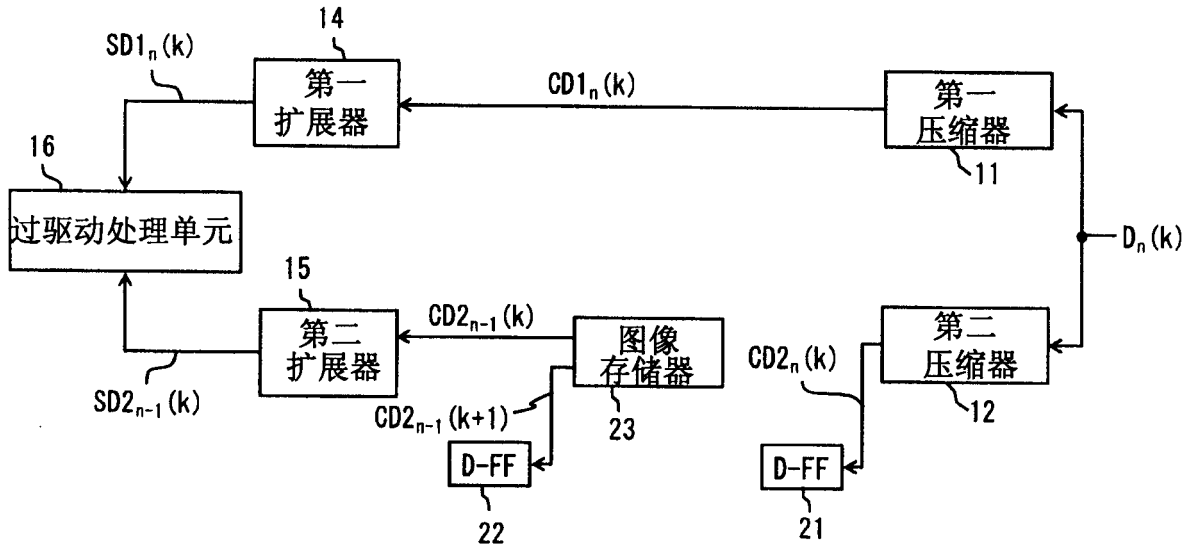 14
SD1ₙ(k)
第一
扩展器
CD1ₙ(k)
第一
压缩器
11
16
过驱动处理单元
Dₙ(k)
15
第二
扩展器
CD2ₙ₋₁(k)
图像
存储器
23
CD2ₙ(k)
第二
压缩器
12
SD2ₙ₋₁(k)
CD2ₙ₋₁(k+1)
D-FF
22
D-FF
21